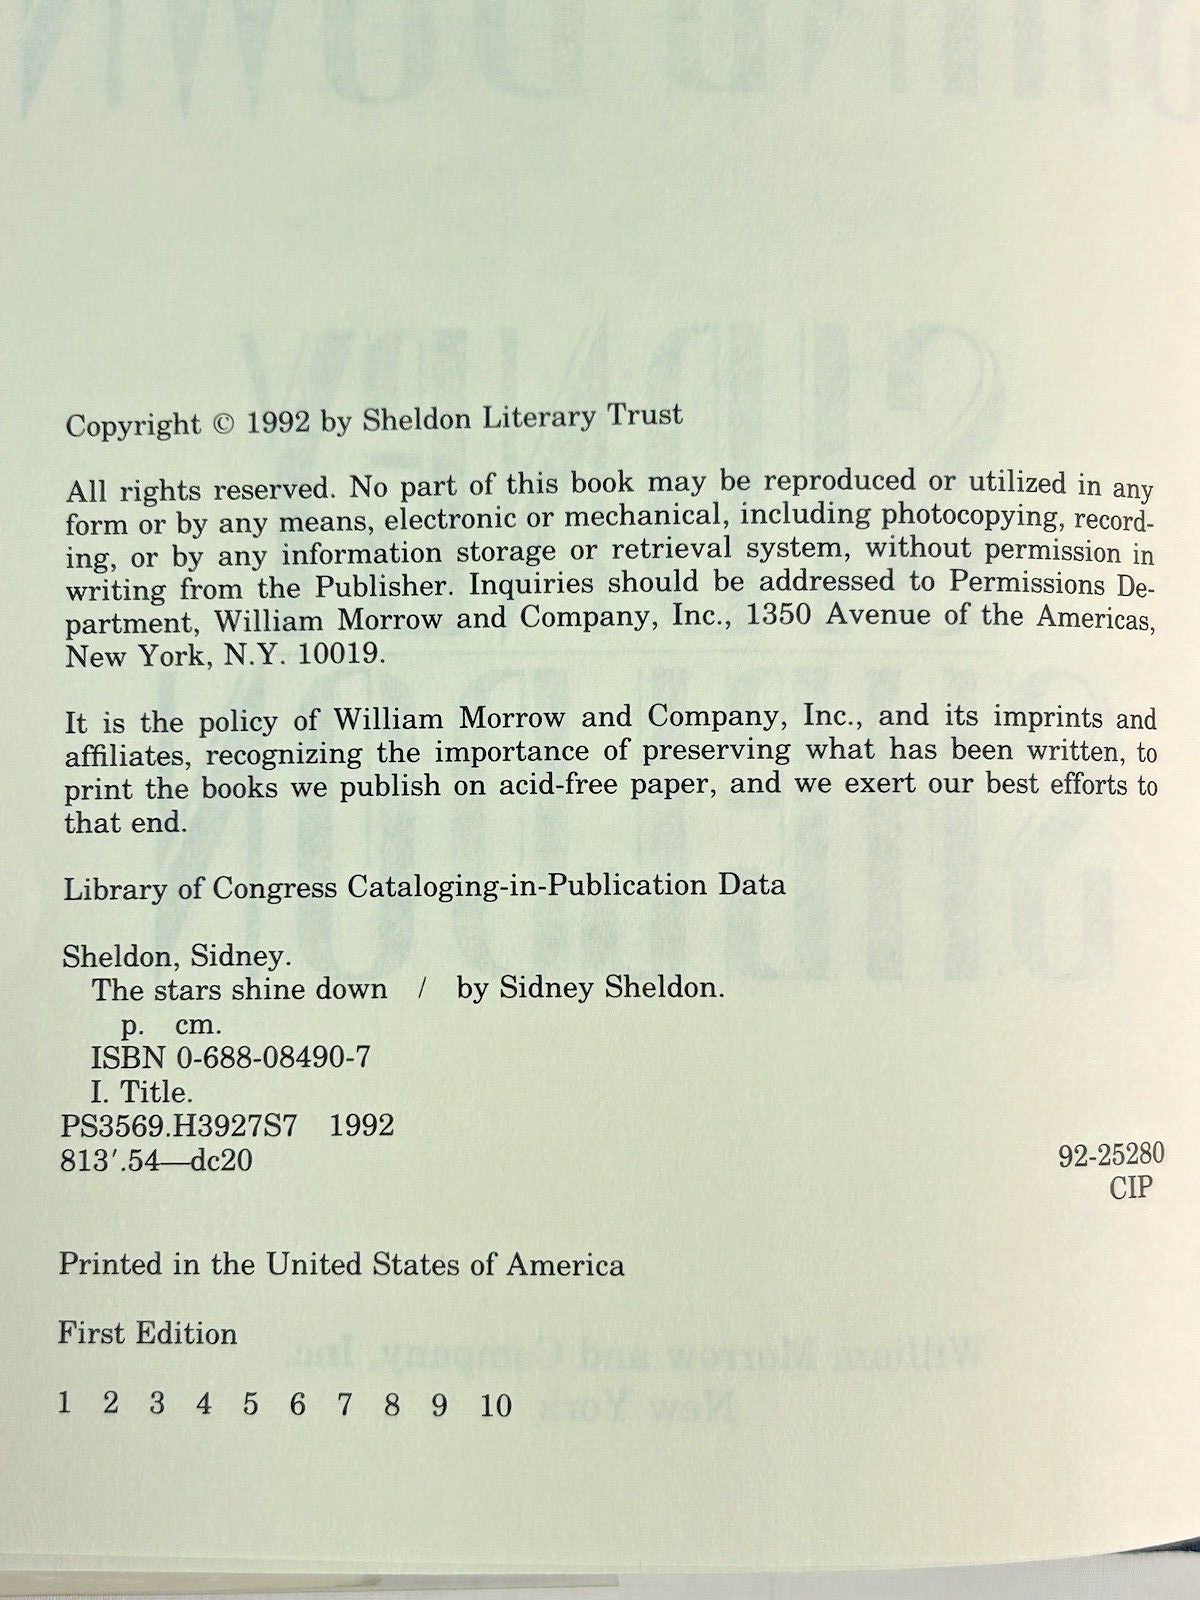 Copyright © 1992 by Sheldon Literary Trust
All rights reserved. No part of this book may be reproduced or utilized in any
form or by any means, electronic or mechanical, including photocopying, record-
ing, or by any information storage or retrieval system, without permission in
writing from the Publisher. Inquiries should be addressed to Permissions De-
partment, William Morrow and Company, Inc., 1350 Avenue of the Americas,
New York, N.Y. 10019.
It is the policy of William Morrow and Company, Inc., and its imprints and
affiliates, recognizing the importance of preserving what has been written, to
print the books we publish on acid-free paper, and we exert our best efforts to
that end.
Library of Congress Cataloging-in-Publication Data
Sheldon, Sidney.
The stars shine down / by Sidney Sheldon.
p. cm.
ISBN 0-688-08490-7
I. Title.
PS3569.H3927S7 1992
813′.54—dc20
92-25280
CIP
Printed in the United States of America
First Edition
1 2 3 4 5 6 7 8 9 10